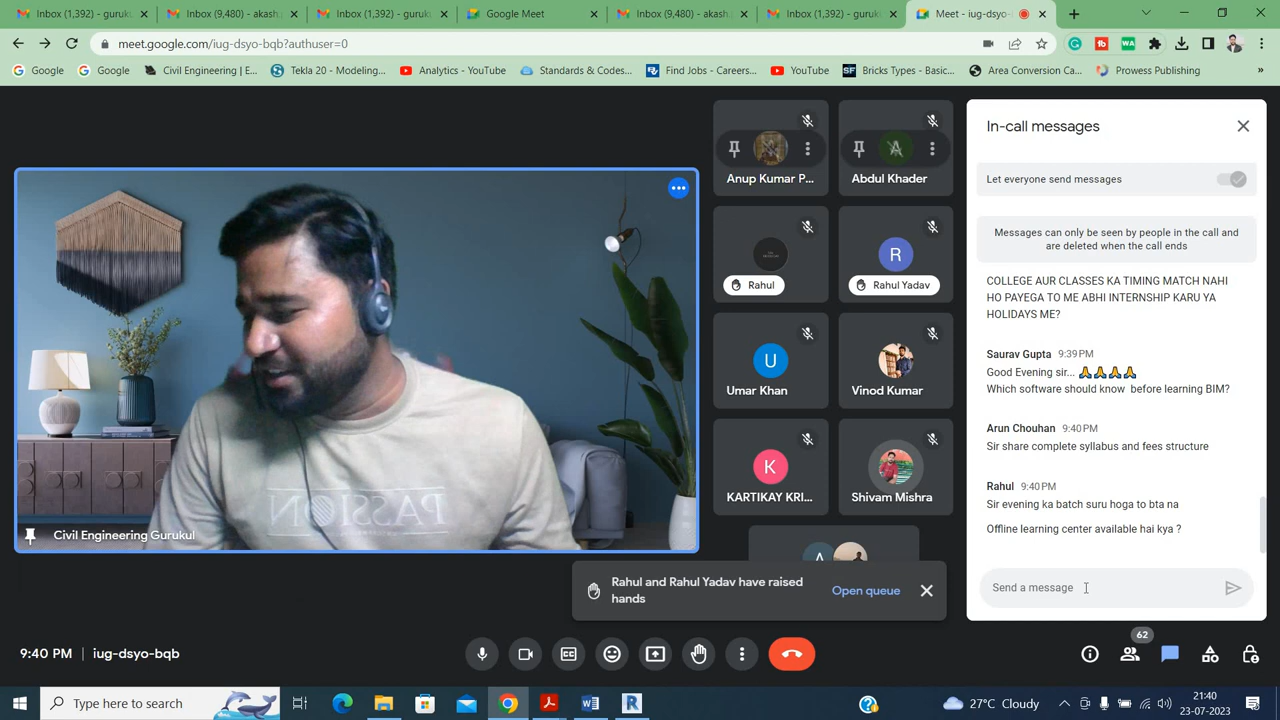 Inbox (1,392) - guruku
Inbox (9,480) - akash.p
Inbox (1,392) - guruku
Google Meet
Inbox (9,480) - akash.p
Inbox (1,392) - guruku
Meet - iug-dsyo-
meet.google.com/iug-dsyo-bqb?authuser=0
Google
Google
Civil Engineering | E...
Tekla 20 - Modeling...
Analytics - YouTube
Standards & Codes...
Find Jobs - Careers...
YouTube
SF
Bricks Types - Basic...
Area Conversion Ca...
Prowess Publishing
Anup Kumar P...
A
Abdul Khader
Rahul
R
Rahul Yadav
U
Umar Khan
Vinod Kumar
K
KARTIKAY KRI...
Shivam Mishra
A
PASSION
Civil Engineering Gurukul
Rahul and Rahul Yadav have raised
hands
Open queue
In-call messages
Let everyone send messages
Messages can only be seen by people in the call and
are deleted when the call ends
COLLEGE AUR CLASSES KA TIMING MATCH NAHI
HO PAYEGA TO ME ABHI INTERNSHIP KARU YA
HOLIDAYS ME?
Saurav Gupta 9:39 PM
Good Evening sir... 🙏🙏🙏🙏
Which software should know before learning BIM?
Arun Chouhan 9:40 PM
Sir share complete syllabus and fees structure
Rahul 9:40 PM
Sir evening ka batch suru hoga to bta na
Offline learning center available hai kya ?
Send a message
9:40 PM | iug-dsyo-bqb
62
Type here to search
27°C Cloudy
21:40
23-07-2023